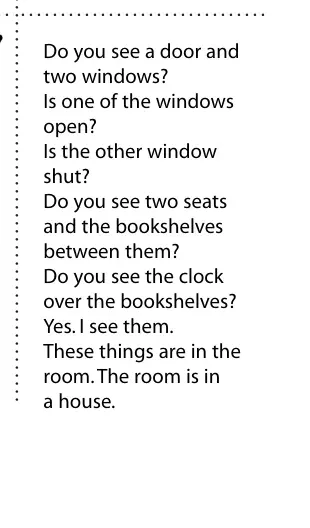 Do you see a door and
two windows?
Is one of the windows
open?
Is the other window
shut?
Do you see two seats
and the bookshelves
between them?
Do you see the clock
over the bookshelves?
Yes. I see them.
These things are in the
room. The room is in
a house.